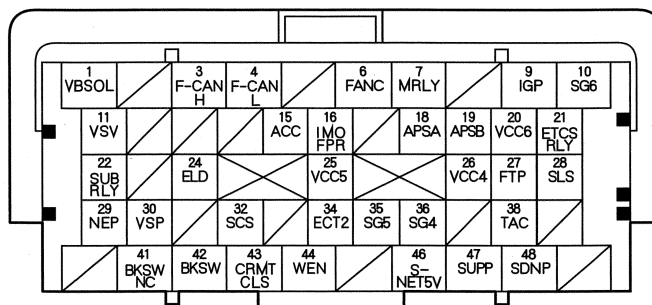 1 3 4 6 7 9 10
VBSOL F-CAN F-CAN FANC MRLY IGP SG6
H L
11 15 16 18 19 20 21
VSV ACC IMO APSA APSB VCC6 ETCS
FPR RLY
22 24 25 26 27 28
SUB ELD VCC5 VCC4 FTP SLS
RLY
29 30 32 34 35 36 38
NEP VSP SCS ECT2 SG5 SG4 TAC
41 42 43 44 46 47 48
BKSW BKSW CRMT WEN S- SUPP SDNP
NC CLS NET5V